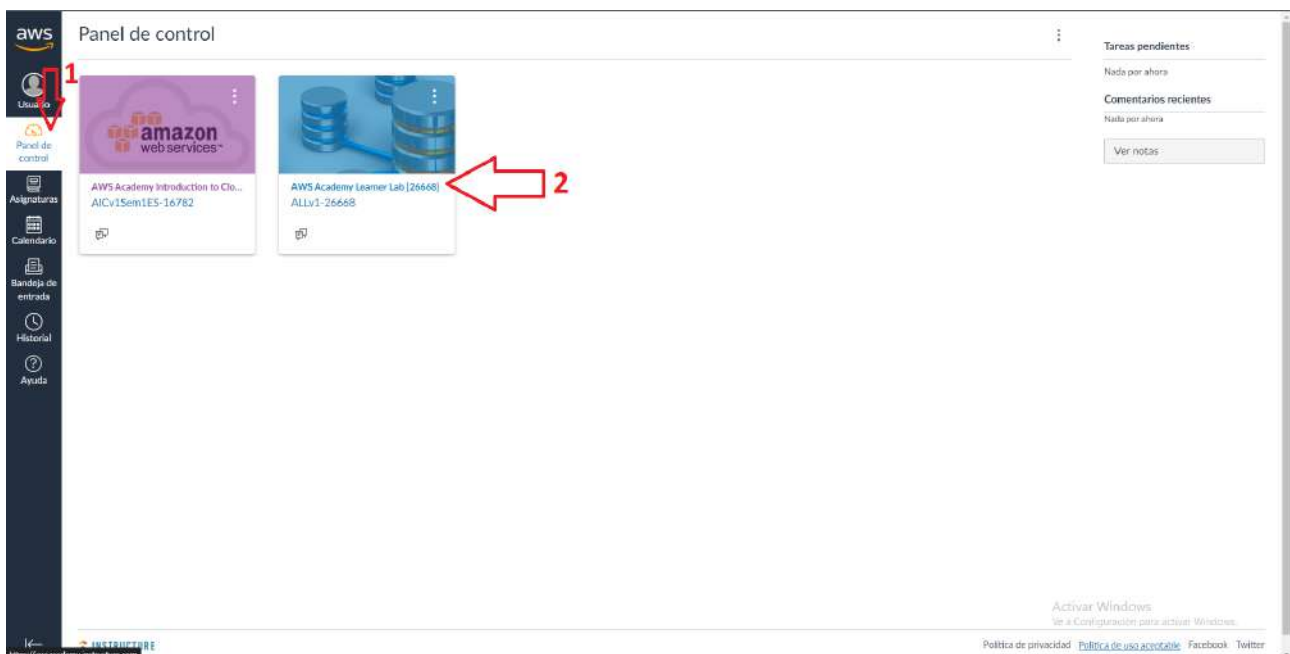 aws
Panel de control
1
Usuario
Panel de
control
Asignaturas
Calendario
Bandeja de
entrada
Historial
Ayuda
amazon
web services
AWS Academy Introduction to Clo...
AICv1Sem1ES-16782
AWS Academy Learner Lab [26668]
ALLv1-26668
2
Tareas pendientes
Nada por ahora
Comentarios recientes
Nada por ahora
Ver notas
Activar Windows
Ve a Configuración para activar Windows.
INSTRUCTURE
Política de privacidad Política de uso aceptable Facebook Twitter